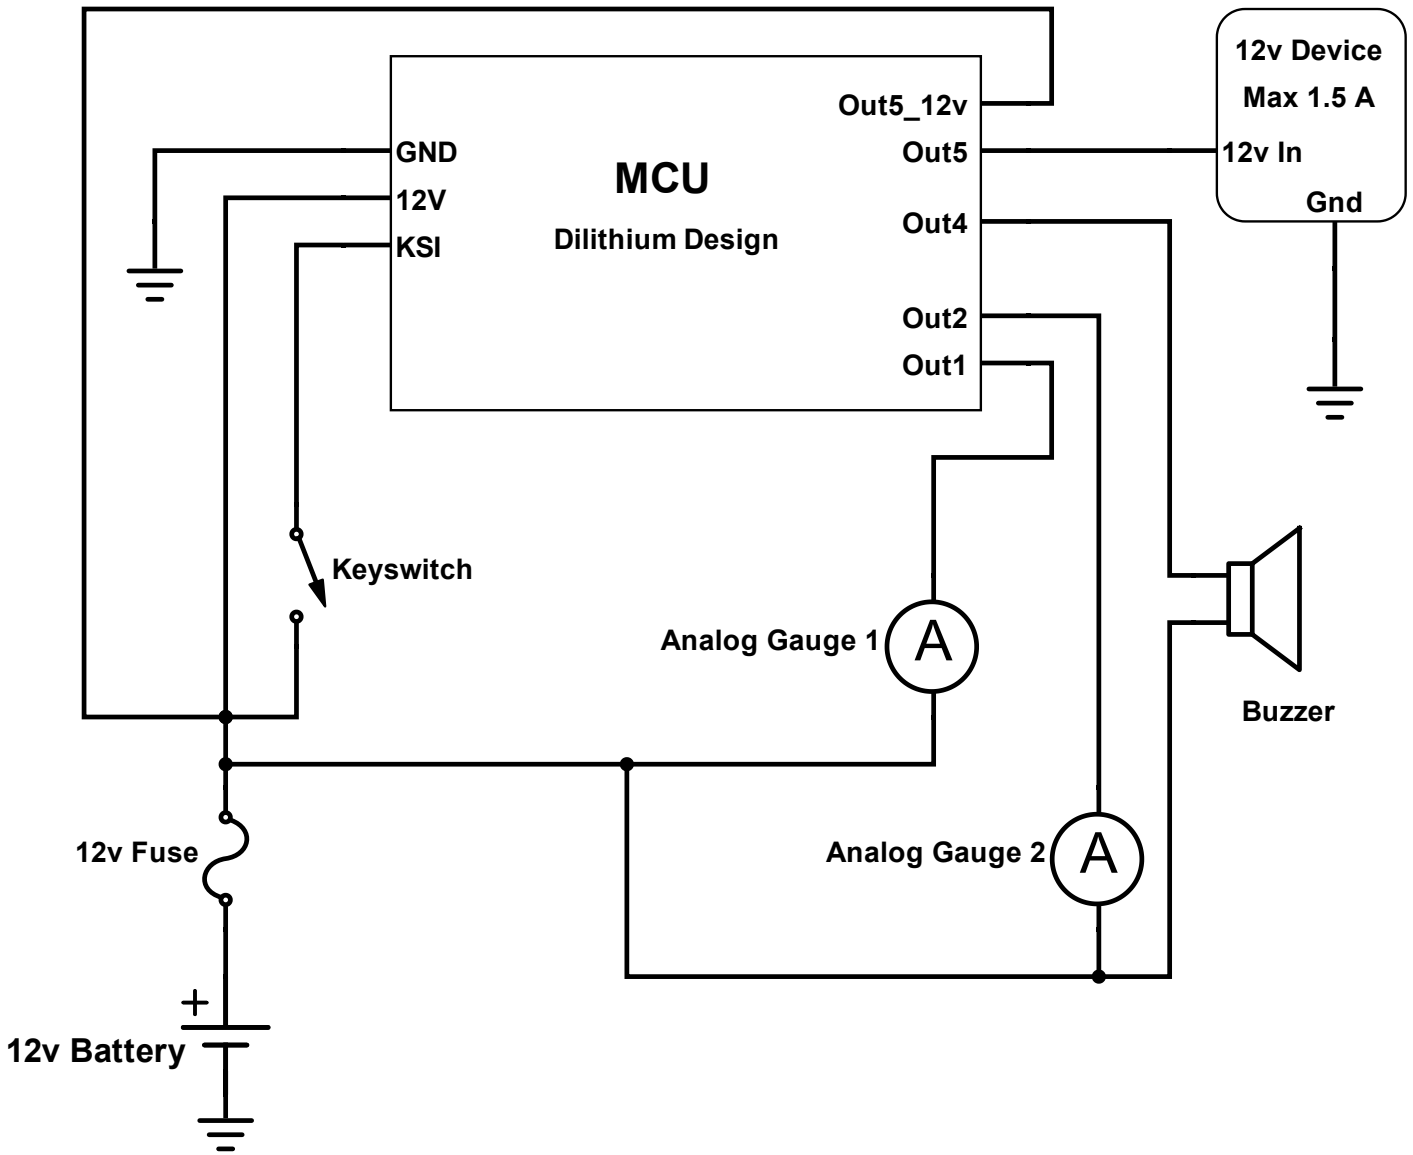 12v Device
Max 1.5 A
12v In
Gnd
Out5_12v
Out5
Out4
Out2
Out1
GND
12V
KSI
MCU
Dilithium Design
Keyswitch
Analog Gauge 1
A
Buzzer
12v Fuse
Analog Gauge 2
A
+
12v Battery